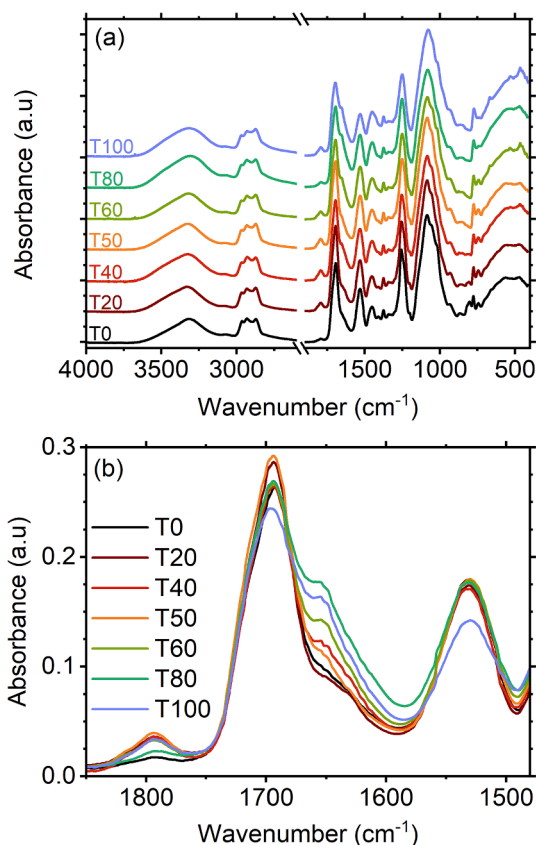 (a)
Absorbance (a.u)
T100
T80
T60
T50
T40
T20
T0
4000 3500 3000 1500 1000 500
Wavenumber (cm-1)
(b)
Absorbance (a.u)
0.3
0.2
0.1
0.0
T0
T20
T40
T50
T60
T80
T100
1800 1700 1600 1500
Wavenumber (cm-1)